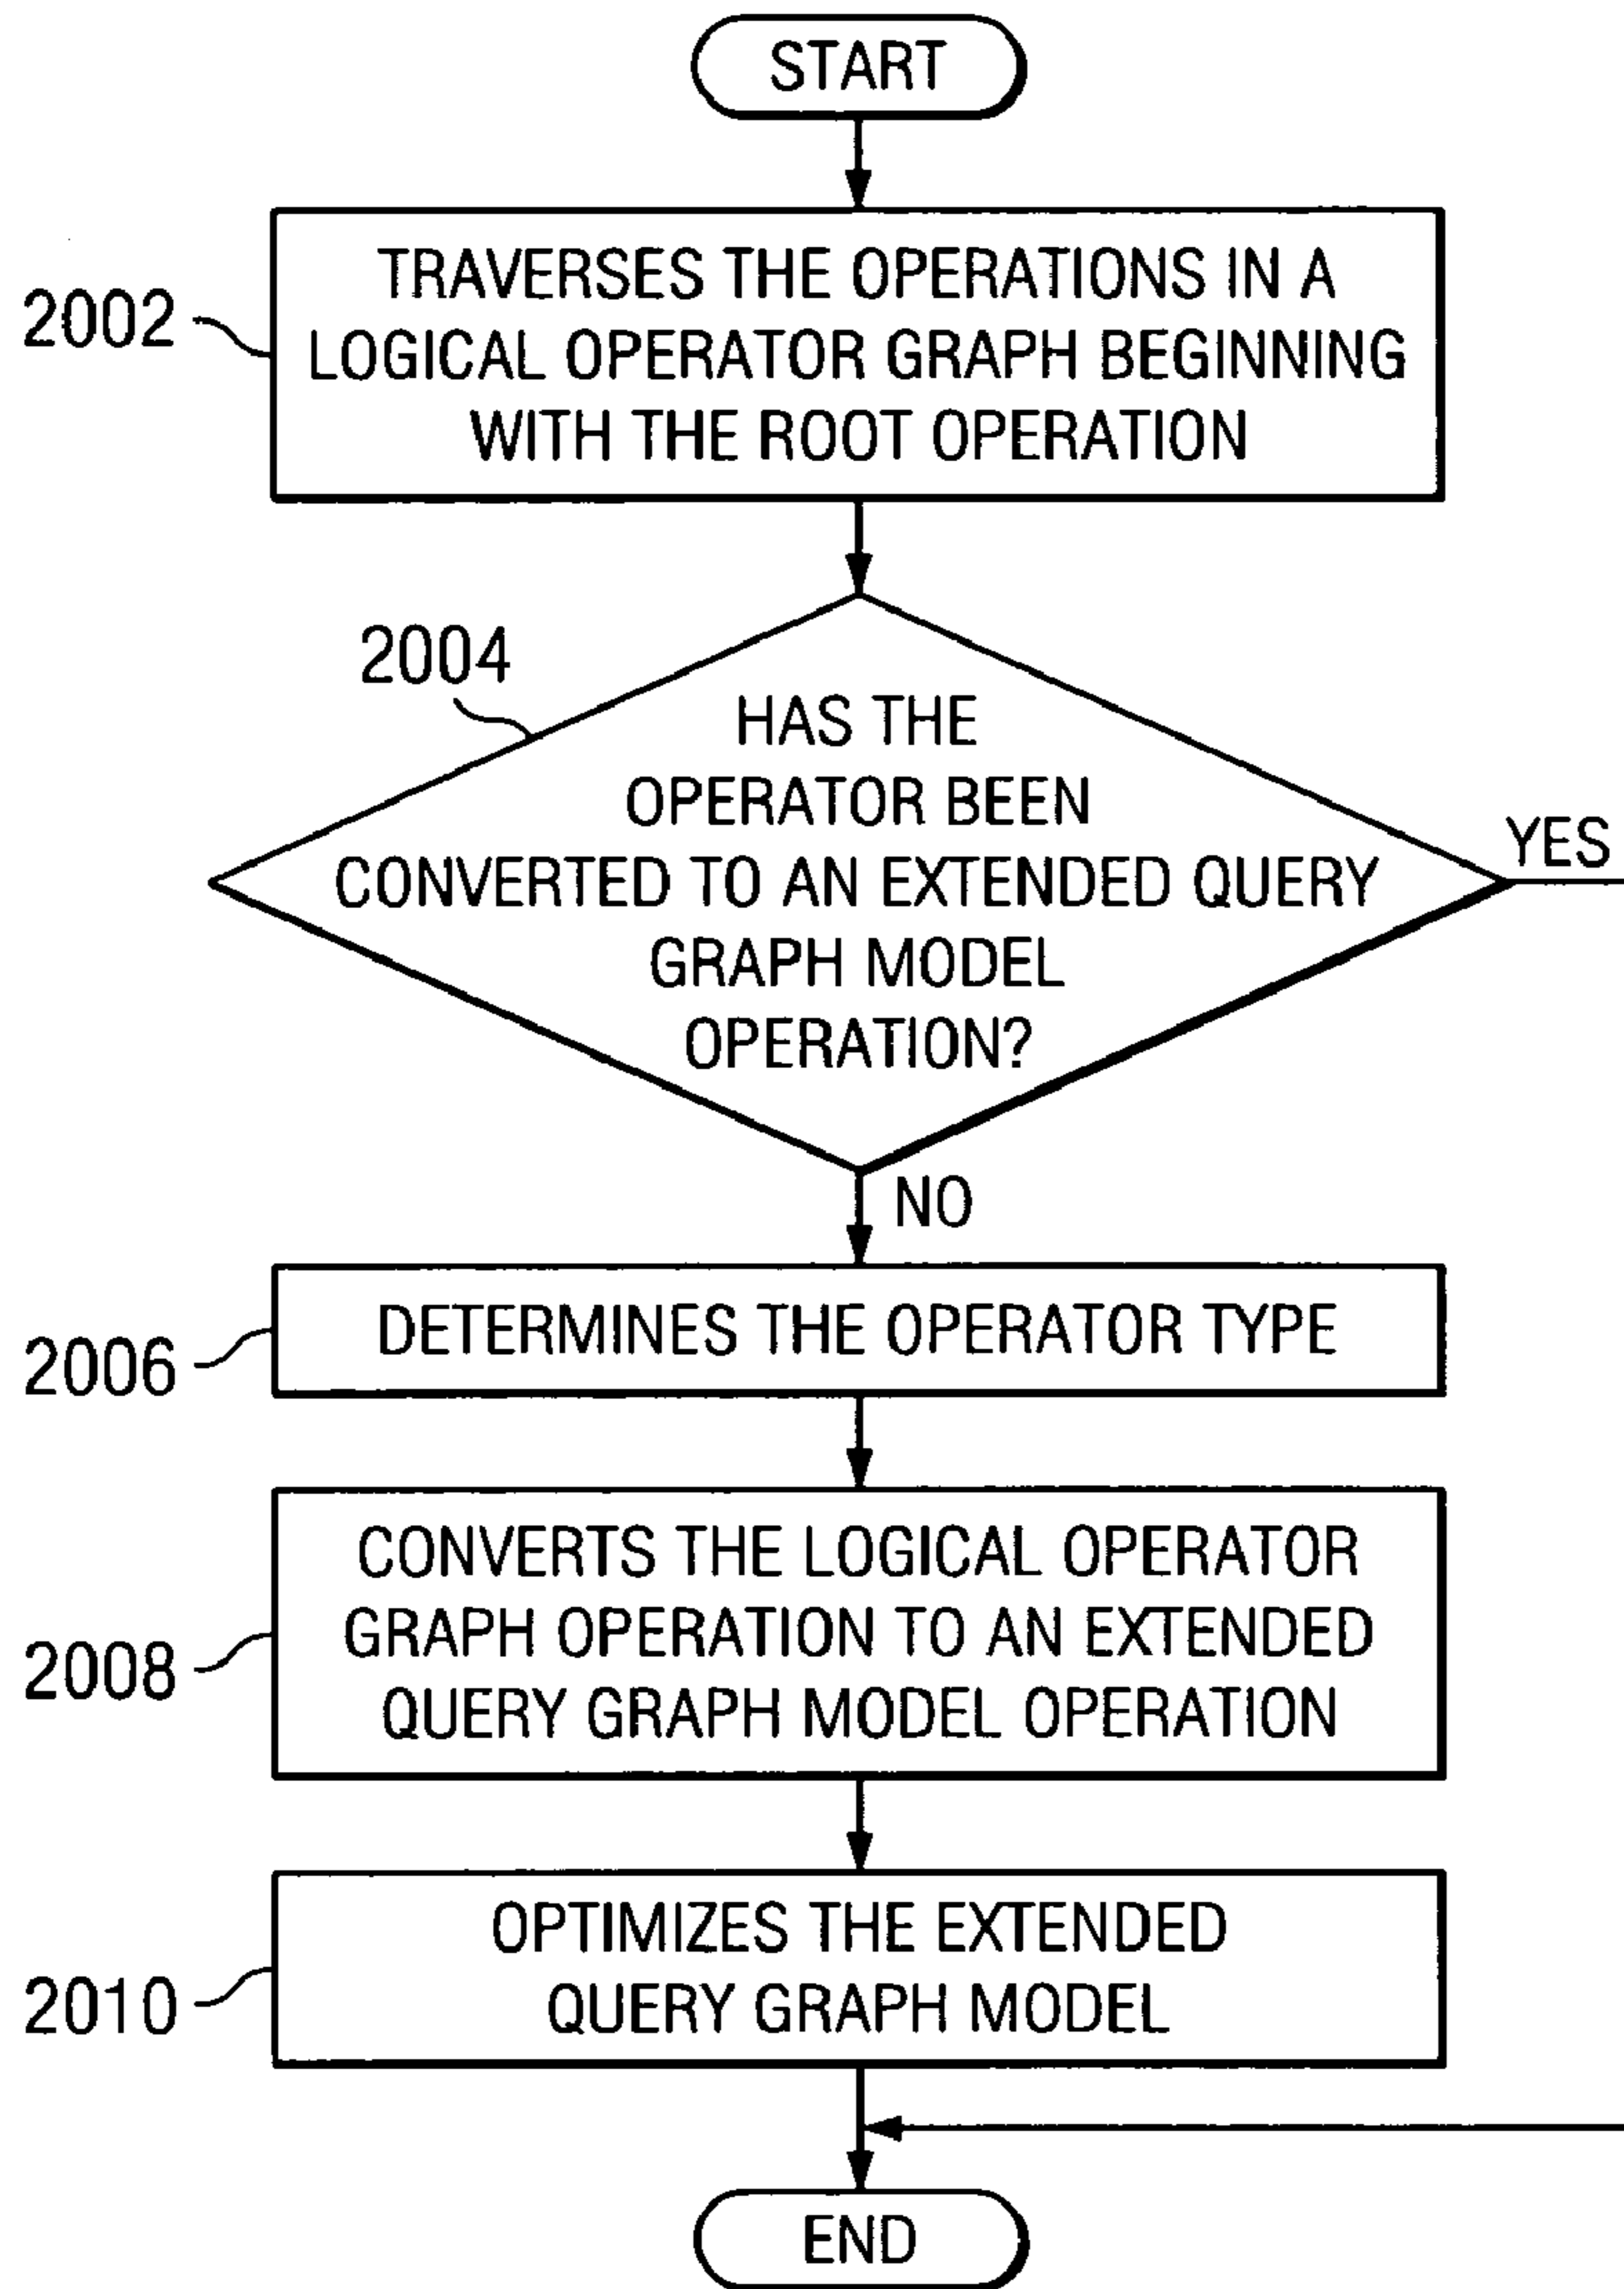 START
2002
TRAVERSES THE OPERATIONS IN A
LOGICAL OPERATOR GRAPH BEGINNING
WITH THE ROOT OPERATION
2004
HAS THE
OPERATOR BEEN
CONVERTED TO AN EXTENDED QUERY
GRAPH MODEL
OPERATION?
YES
NO
2006
DETERMINES THE OPERATOR TYPE
2008
CONVERTS THE LOGICAL OPERATOR
GRAPH OPERATION TO AN EXTENDED
QUERY GRAPH MODEL OPERATION
2010
OPTIMIZES THE EXTENDED
QUERY GRAPH MODEL
END